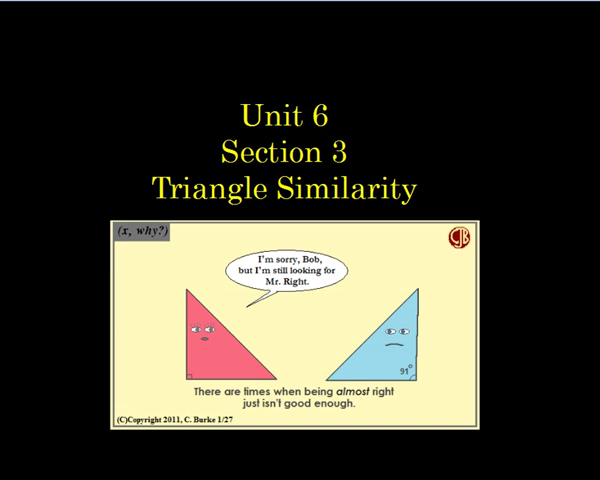 Unit 6
Section 3
Triangle Similarity
(x, why?)
CJB
I'm sorry, Bob,
but I'm still looking for
Mr. Right.
91°
There are times when being almost right
just isn't good enough.
(C)Copyright 2011, C. Burke 1/27